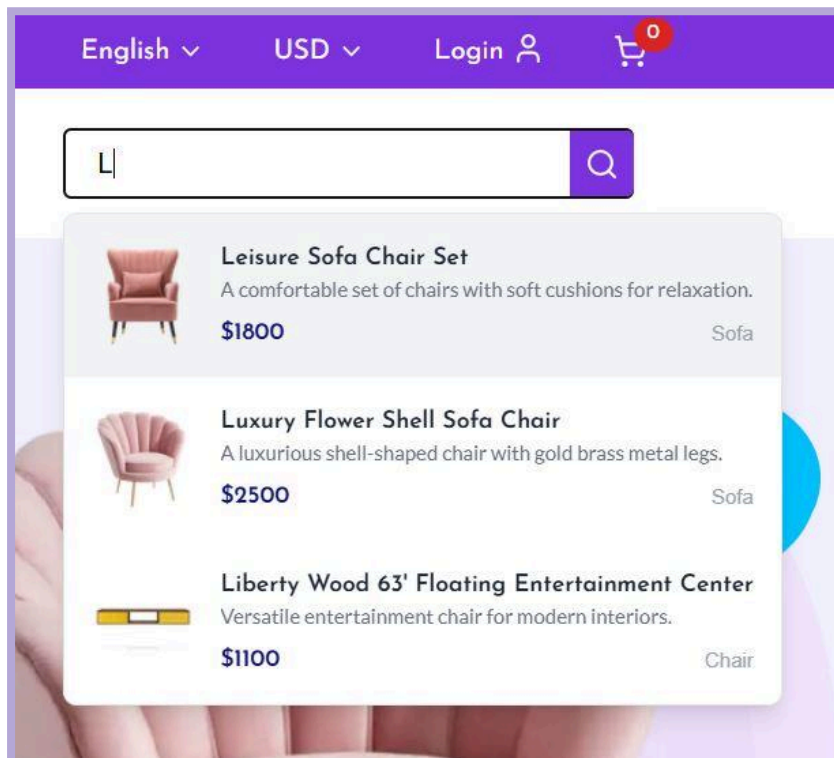 English USD Login 0
L
Leisure Sofa Chair Set
A comfortable set of chairs with soft cushions for relaxation.
$1800 Sofa
Luxury Flower Shell Sofa Chair
A luxurious shell-shaped chair with gold brass metal legs.
$2500 Sofa
Liberty Wood 63' Floating Entertainment Center
Versatile entertainment chair for modern interiors.
$1100 Chair